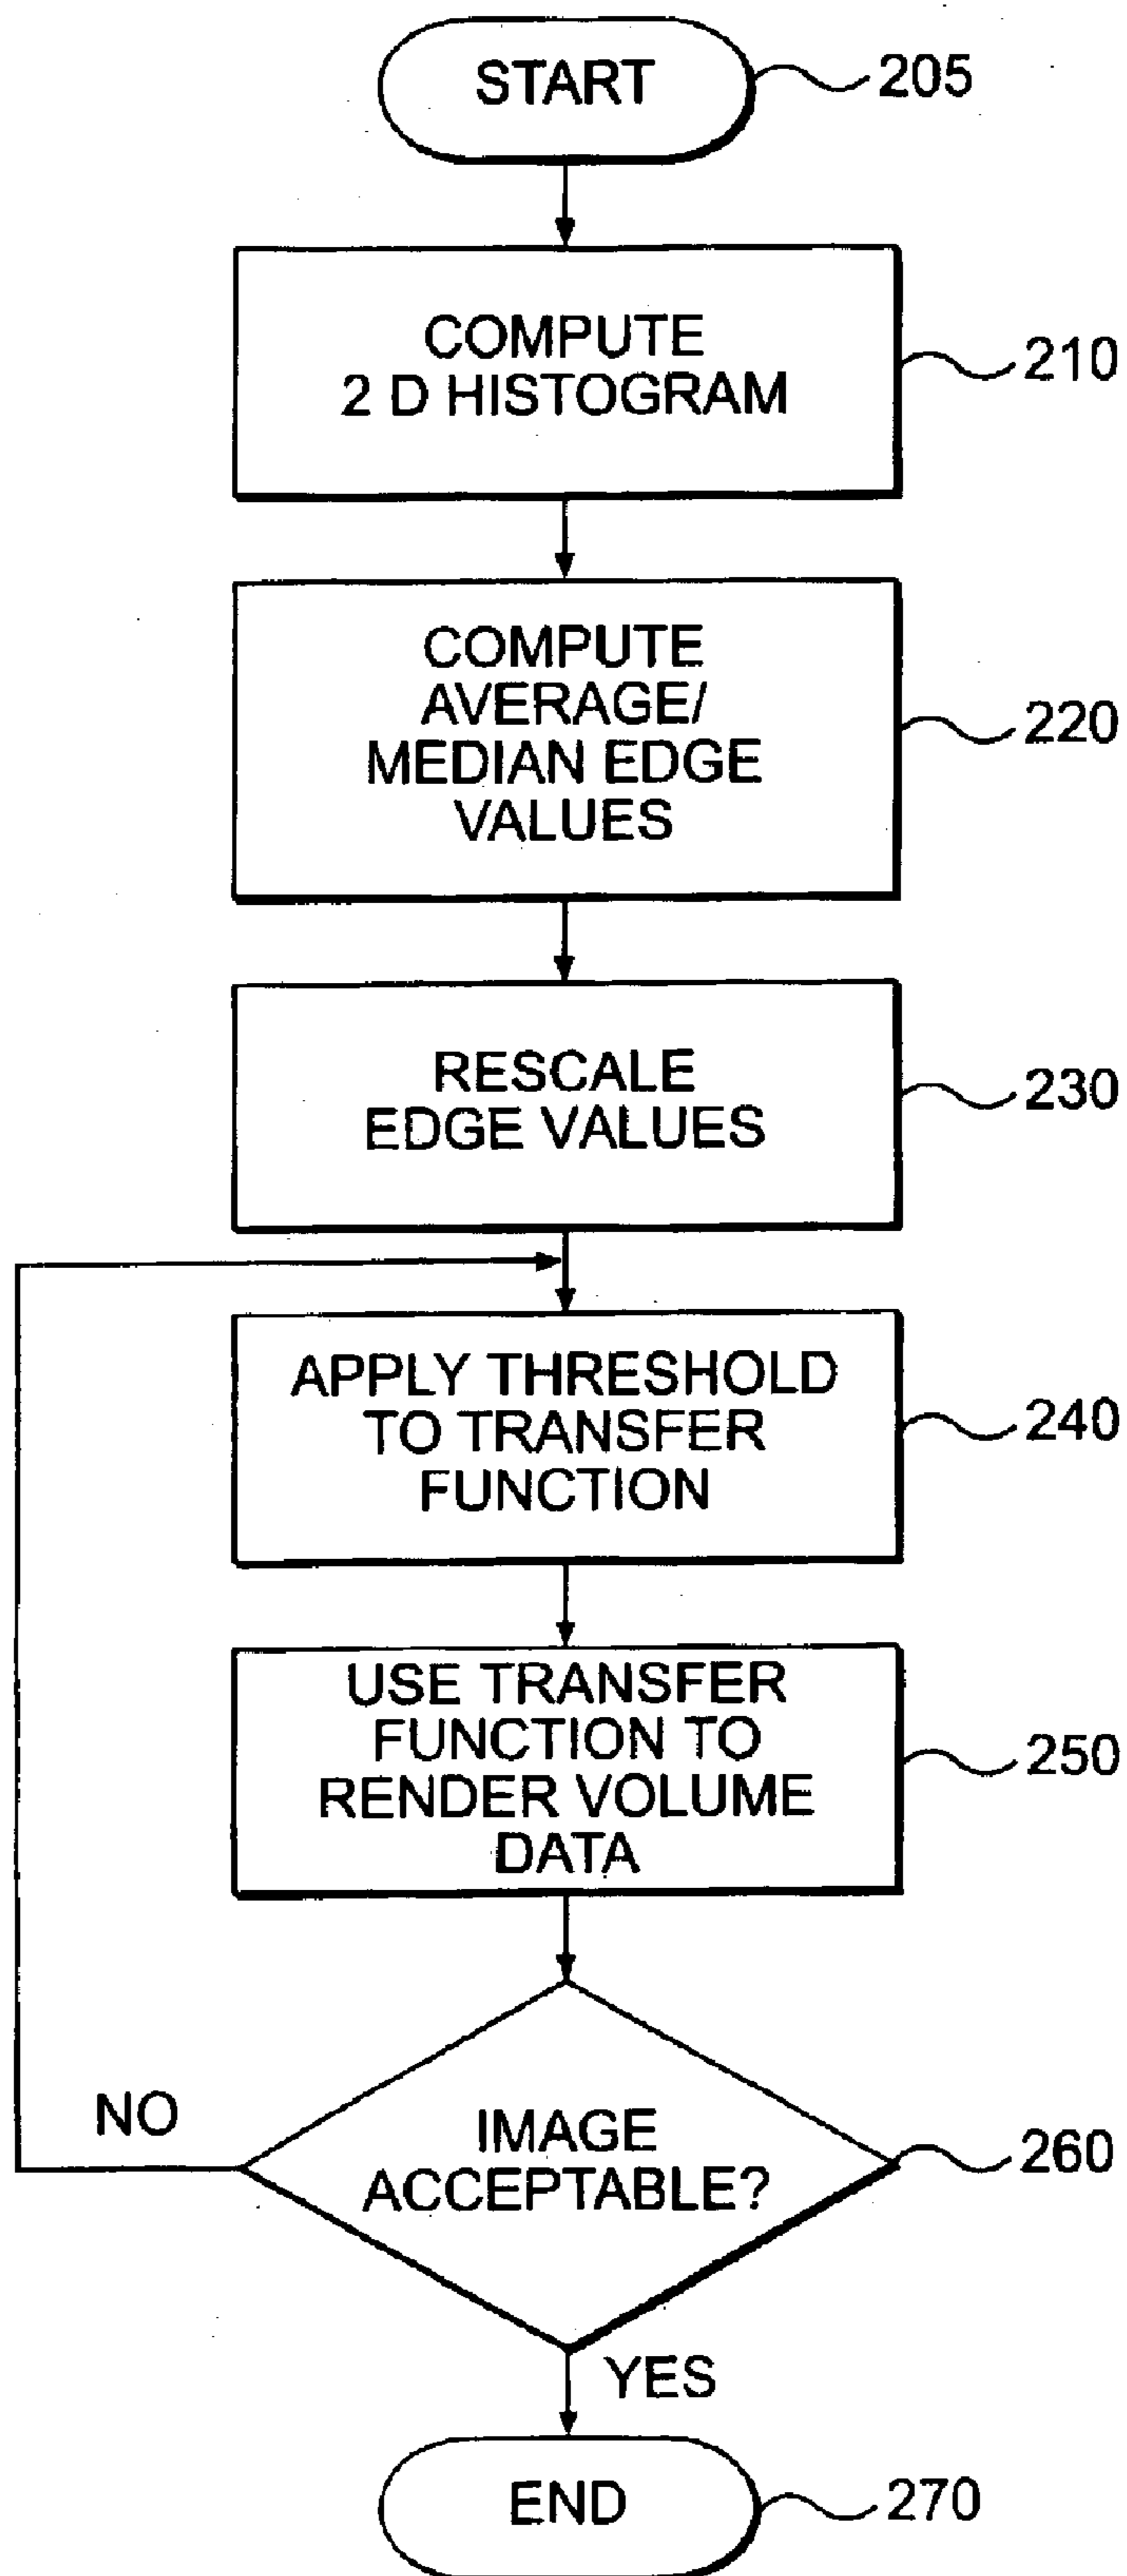 START
205
COMPUTE
2 D HISTOGRAM
210
COMPUTE
AVERAGE/
MEDIAN EDGE
VALUES
220
RESCALE
EDGE VALUES
230
APPLY THRESHOLD
TO TRANSFER
FUNCTION
240
USE TRANSFER
FUNCTION TO
RENDER VOLUME
DATA
250
NO
IMAGE
ACCEPTABLE?
260
YES
END
270